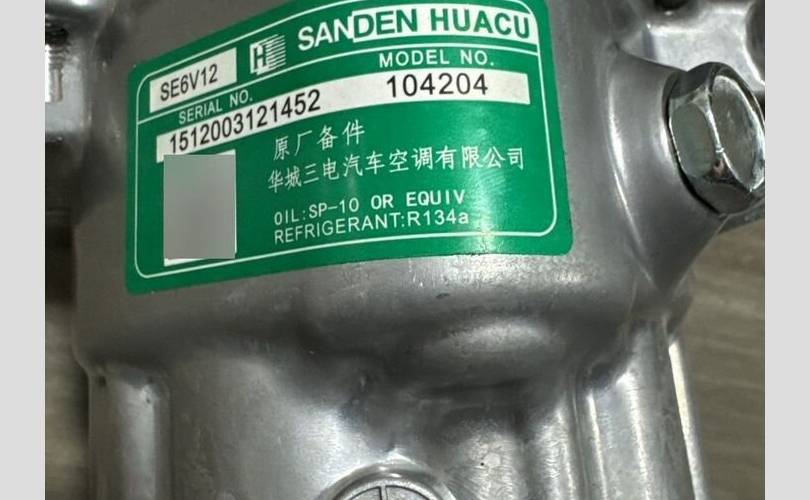 SANDEN HUACU
SE6V12
MODEL NO.
SERIAL NO.
104204
1512003121452
原厂备件
华城三电汽车空调有限公司
OIL:SP-10 OR EQUIV
REFRIGERANT:R134a